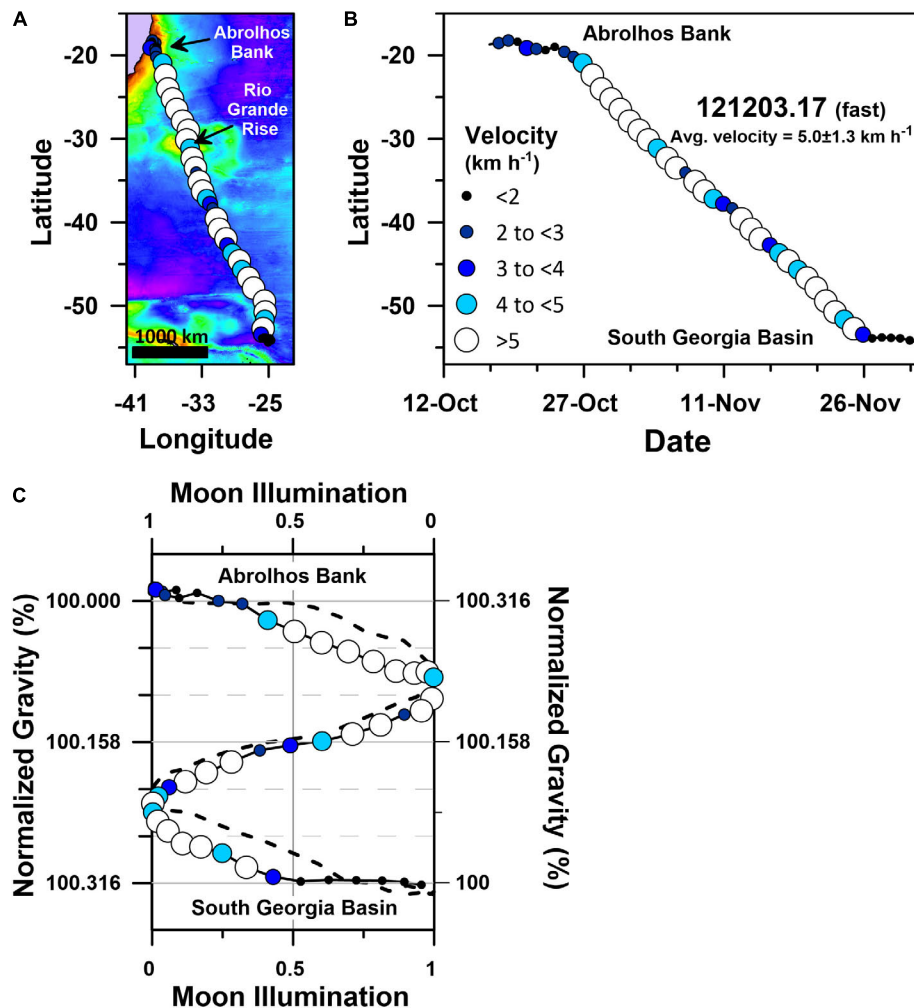 A
-20
-30
-40
-50
Latitude
Abrolhos
Bank
Rio
Grande
Rise
1000 km
-41
-33
-25
Longitude
B
-20
-30
-40
-50
Latitude
Abrolhos Bank
121203.17 (fast)
Avg. velocity = 5.0±1.3 km h-1
Velocity
(km h-1)
<2
2 to <3
3 to <4
4 to <5
>5
South Georgia Basin
12-Oct
27-Oct
11-Nov
26-Nov
Date
C
Moon Illumination
1
0.5
0
Abrolhos Bank
100.000
100.158
100.316
Normalized Gravity (%)
100.316
100.158
100
Normalized Gravity (%)
South Georgia Basin
0
0.5
1
Moon Illumination